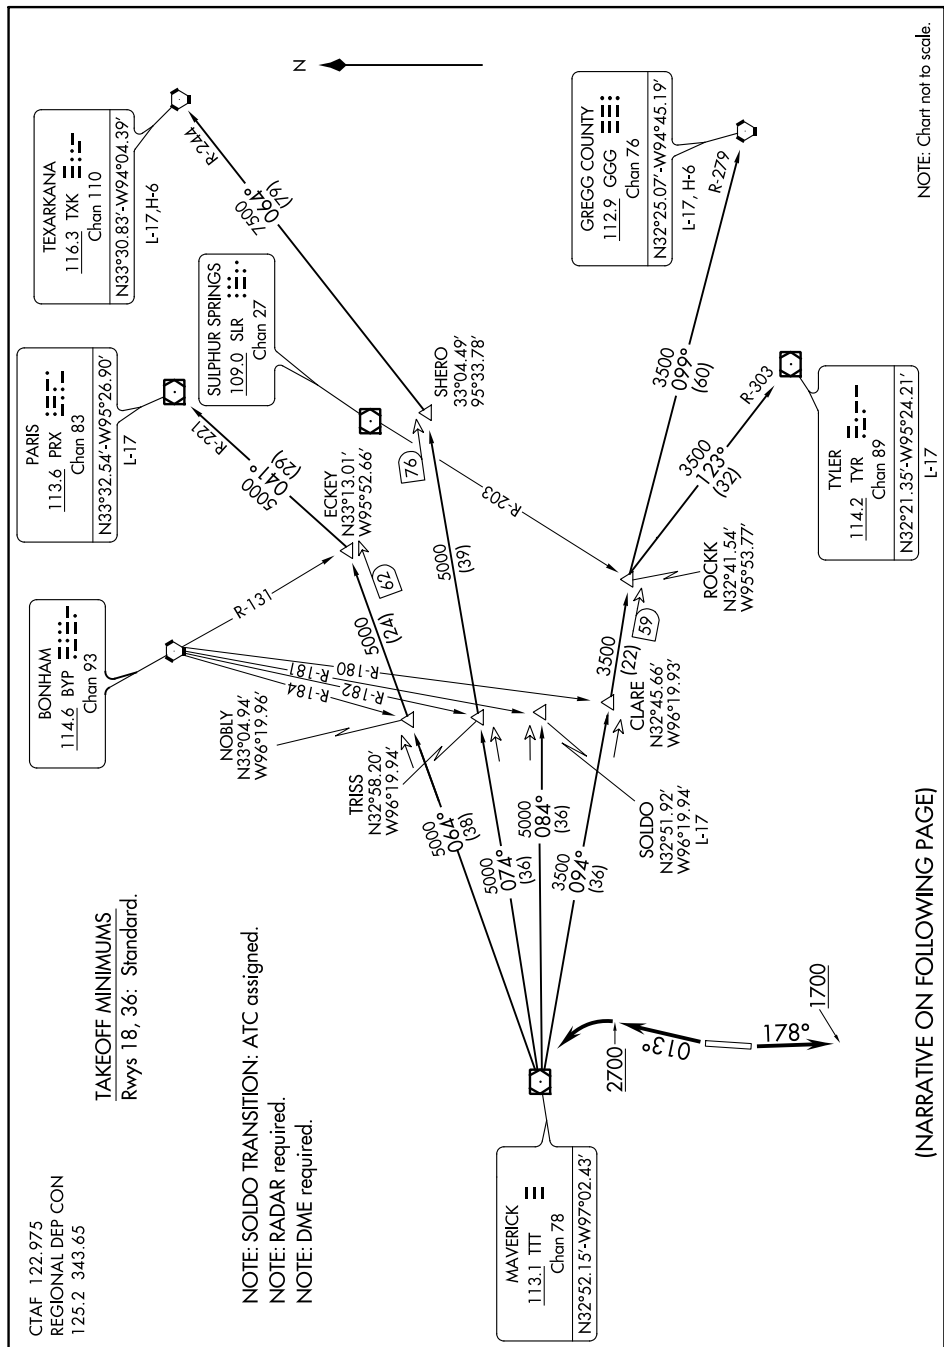 CTAF 122.975
REGIONAL DEP CON
125.2 343.65
TAKEOFF MINIMUMS
Rwys 18, 36: Standard.
NOTE: SOLDO TRANSITION: ATC assigned.
NOTE: RADAR required.
NOTE: DME required.
BONHAM
114.6 BYP
Chan 93
PARIS
113.6 PRX
Chan 83
N33°32.54'-W95°26.90'
L-17
TEXARKANA
116.3 TXK
Chan 110
N33°30.83'-W94°04.39'
L-17,H-6
SULPHUR SPRINGS
109.0 SLR
Chan 27
N
R-244
7500
064°
(79)
R-221
5000
041°
(29)
R-131
ECKEY
N33°13.01'
W95°52.66'
62
5000
(24)
R-184
R-182
R-181
R-180
NOBLY
N33°04.94'
W96°19.96'
TRISS
N32°58.20'
W96°19.94'
SHERO
33°04.49'
95°33.78'
76
5000
(39)
R-203
5000
064°
(38)
5000
074°
(36)
5000
084°
(36)
3500
094°
(36)
SOLDO
N32°51.92'
W96°19.94'
L-17
CLARE
N32°45.66'
W96°19.93'
3500
(22)
59
ROCKK
N32°41.54'
W95°53.77'
3500
099°
(60)
R-279
3500
123°
(32)
R-303
GREGG COUNTY
112.9 GGG
Chan 76
N32°25.07'-W94°45.19'
L-17, H-6
TYLER
114.2 TYR
Chan 89
N32°21.35'-W95°24.21'
L-17
MAVERICK
113.1 TTT
Chan 78
N32°52.15'-W97°02.43'
2700
013°
178°
1700
(NARRATIVE ON FOLLOWING PAGE)
NOTE: Chart not to scale.